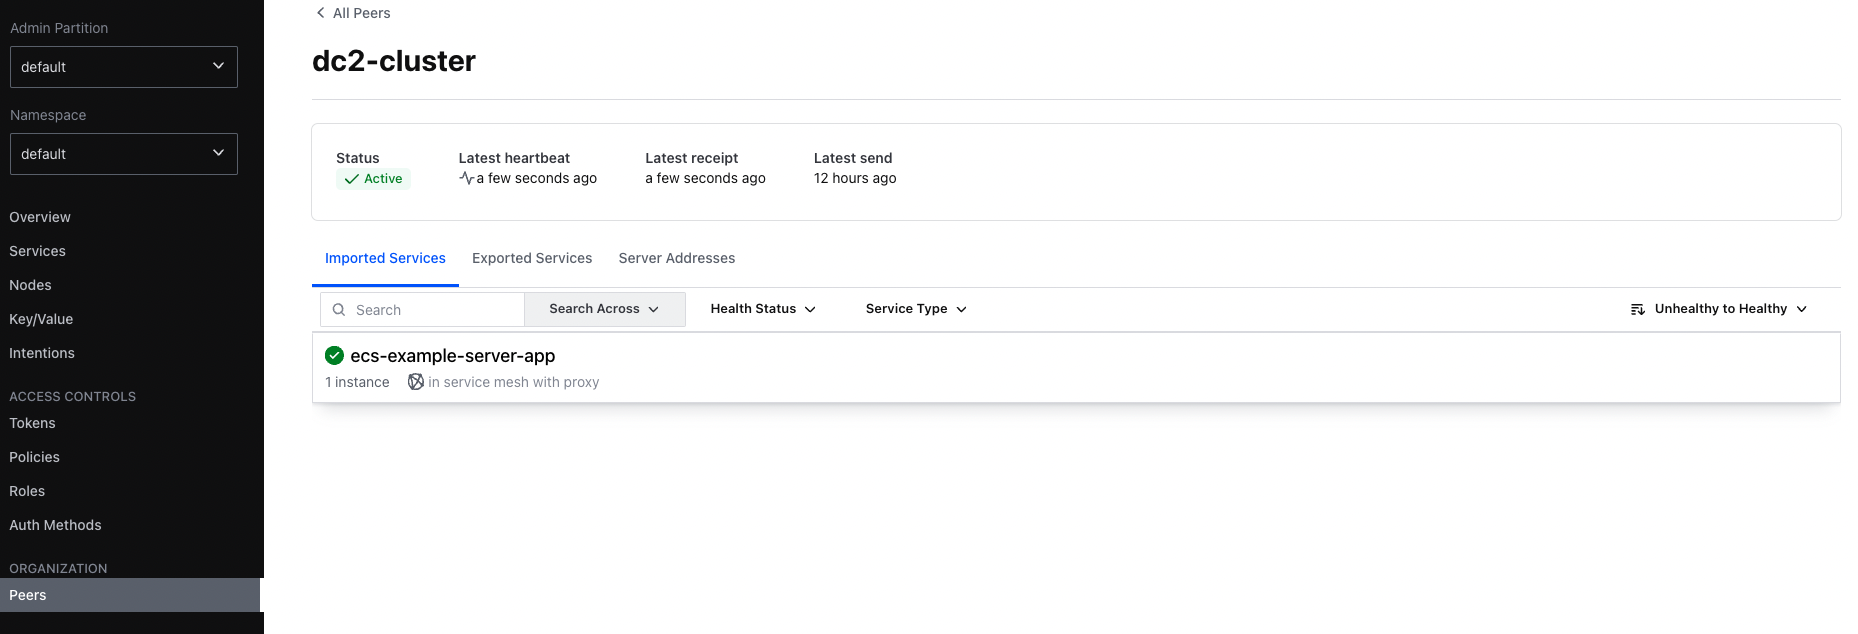 Admin Partition
default
Namespace
default
Overview
Services
Nodes
Key/Value
Intentions
ACCESS CONTROLS
Tokens
Policies
Roles
Auth Methods
ORGANIZATION
Peers
All Peers
dc2-cluster
Status Latest heartbeat Latest receipt Latest send
Active a few seconds ago a few seconds ago 12 hours ago
Imported Services Exported Services Server Addresses
Search Search Across Health Status Service Type Unhealthy to Healthy
ecs-example-server-app
1 instance in service mesh with proxy